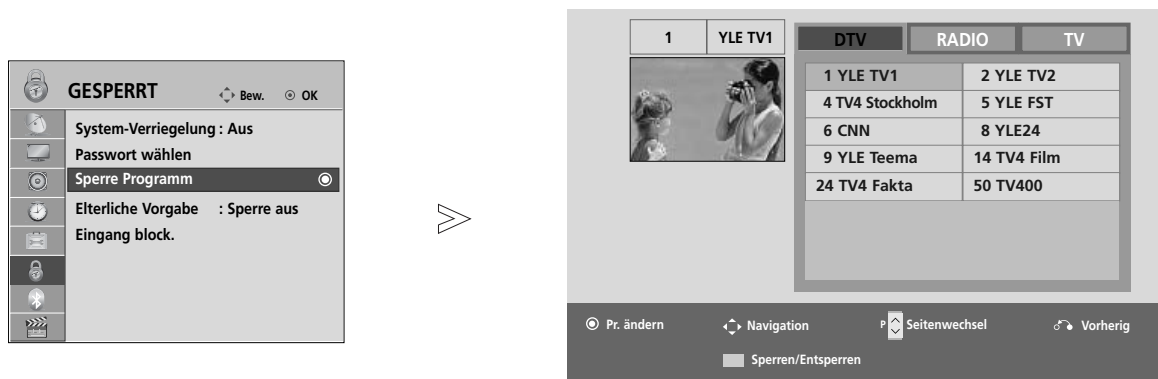 GESPERRT Bew. OK
System-Verriegelung : Aus
Passwort wählen
Sperre Programm
Elterliche Vorgabe : Sperre aus
Eingang block.
1 YLE TV1
DTV RADIO TV
1 YLE TV1 2 YLE TV2
4 TV4 Stockholm 5 YLE FST
6 CNN 8 YLE24
9 YLE Teema 14 TV4 Film
24 TV4 Fakta 50 TV400
Pr. ändern Navigation P Seitenwechsel Vorherig
Sperren/Entsperren